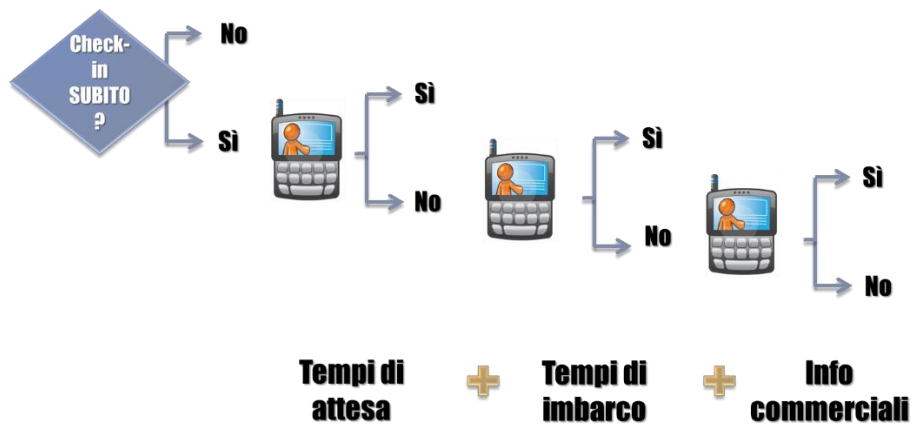 Check-
in
SUBITO
?
No
Sì
Sì
No
Sì
No
Sì
No
Tempi di
attesa
Tempi di
imbarco
Info
commerciali